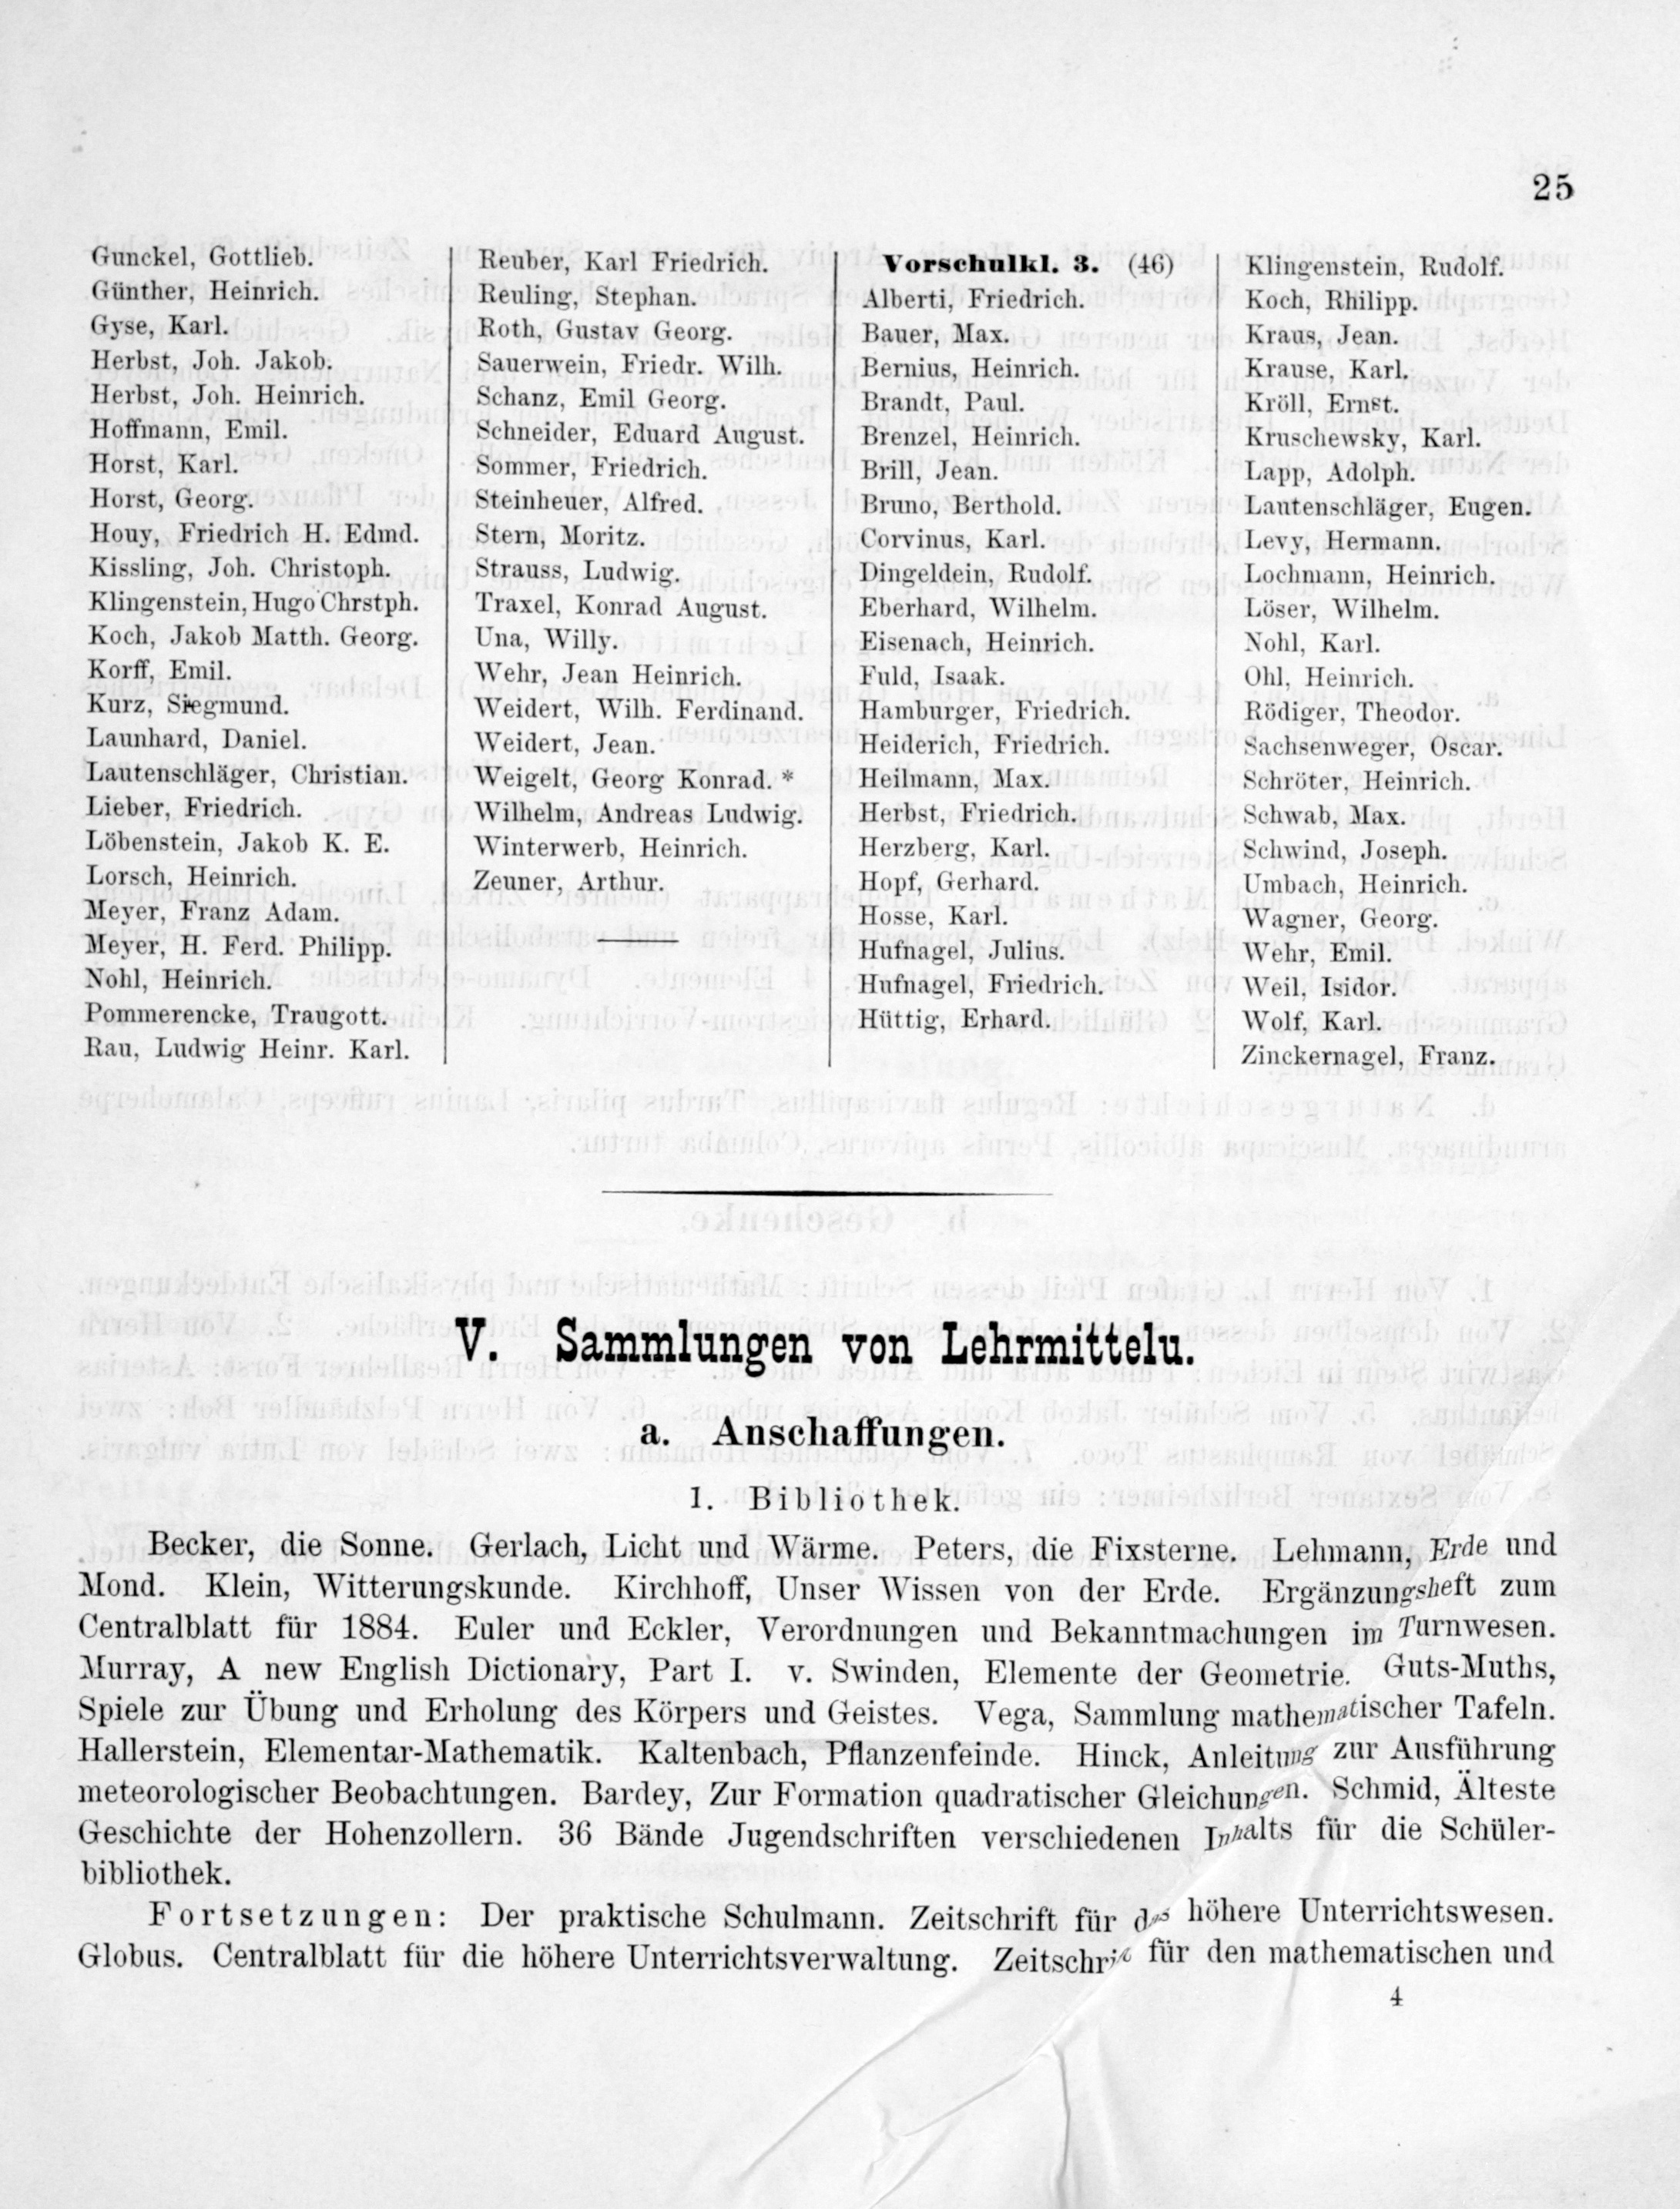 25
Gunckel, Gottlieb.
Günther, Heinrich.
Gyse, Karl.
Herbst, Joh. Jakob.
Herbst, Joh. Heinrich.
Hoffmann, Emil.
Horst, Karl.
Horst, Georg.
Houy, Friedrich H. Edmd.
Kissling, Joh. Christoph.
Klingenstein, Hugo Chrstph.
Koch, Jakob Matth. Georg.
Korff, Emil.
Kurz, Siegmund.
Launhard, Daniel.
Lautenschläger, Christian.
Lieber, Friedrich.
Löbenstein, Jakob K. E.
Lorsch, Heinrich.
Meyer, Franz Adam.
Meyer, H. Ferd. Philipp.
Nohl, Heinrich.
Pommerencke, Traugott.
Rau, Ludwig Heinr. Karl.
Reuber, Karl Friedrich.
Reuling, Stephan.
Roth, Gustav Georg.
Sauerwein, Friedr. Wilh.
Schanz, Emil Georg.
Schneider, Eduard August.
Sommer, Friedrich.
Steinheuer, Alfred.
Stern, Moritz.
Strauss, Ludwig.
Traxel, Konrad August.
Una, Willy.
Wehr, Jean Heinrich.
Weidert, Wilh. Ferdinand.
Weidert, Jean.
Weigelt, Georg Konrad. *
Wilhelm, Andreas Ludwig.
Winterwerb, Heinrich.
Zeuner, Arthur.
Vorschulkl. 3. (46)
Alberti, Friedrich.
Bauer, Max.
Bernius, Heinrich.
Brandt, Paul.
Brenzel, Heinrich.
Brill, Jean.
Bruno, Berthold.
Corvinus, Karl.
Dingeldein, Rudolf.
Eberhard, Wilhelm.
Eisenach, Heinrich.
Fuld, Isaak.
Hamburger, Friedrich.
Heiderich, Friedrich.
Heilmann, Max.
Herbst, Friedrich.
Herzberg, Karl.
Hopf, Gerhard.
Hosse, Karl.
Hufnagel, Julius.
Hufnagel, Friedrich.
Hüttig, Erhard.
Klingenstein, Rudolf.
Koch, Rhilipp.
Kraus, Jean.
Krause, Karl.
Kröll, Ernst.
Kruschewsky, Karl.
Lapp, Adolph.
Lautenschläger, Eugen.
Levy, Hermann.
Lochmann, Heinrich.
Löser, Wilhelm.
Nohl, Karl.
Ohl, Heinrich.
Rödiger, Theodor.
Sachsenweger, Oscar.
Schröter, Heinrich.
Schwab, Max.
Schwind, Joseph.
Umbach, Heinrich.
Wagner, Georg.
Wehr, Emil.
Weil, Isidor.
Wolf, Karl.
Zinckernagel, Franz.
V. Sammlungen von Lehrmittelu.
a. Anschaffungen.
1. Bibliothek.
Becker, die Sonne. Gerlach, Licht und Wärme. Peters, die Fixsterne. Lehmann, Erde und
Mond. Klein, Witterungskunde. Kirchhoff, Unser Wissen von der Erde. Ergänzungsheft zum
Centralblatt für 1884. Euler und Eckler, Verordnungen und Bekanntmachungen im Turnwesen.
Murray, A new English Dictionary, Part I. v. Swinden, Elemente der Geometrie. Guts-Muths,
Spiele zur Übung und Erholung des Körpers und Geistes. Vega, Sammlung mathematischer Tafeln.
Hallerstein, Elementar-Mathematik. Kaltenbach, Pflanzenfeinde. Hinck, Anleitung zur Ausführung
meteorologischer Beobachtungen. Bardey, Zur Formation quadratischer Gleichungen. Schmid, Älteste
Geschichte der Hohenzollern. 36 Bände Jugendschriften verschiedenen Inhalts für die Schüler-
bibliothek.
Fortsetzungen: Der praktische Schulmann. Zeitschrift für das höhere Unterrichtswesen.
Globus. Centralblatt für die höhere Unterrichtsverwaltung. Zeitschrift für den mathematischen und
4